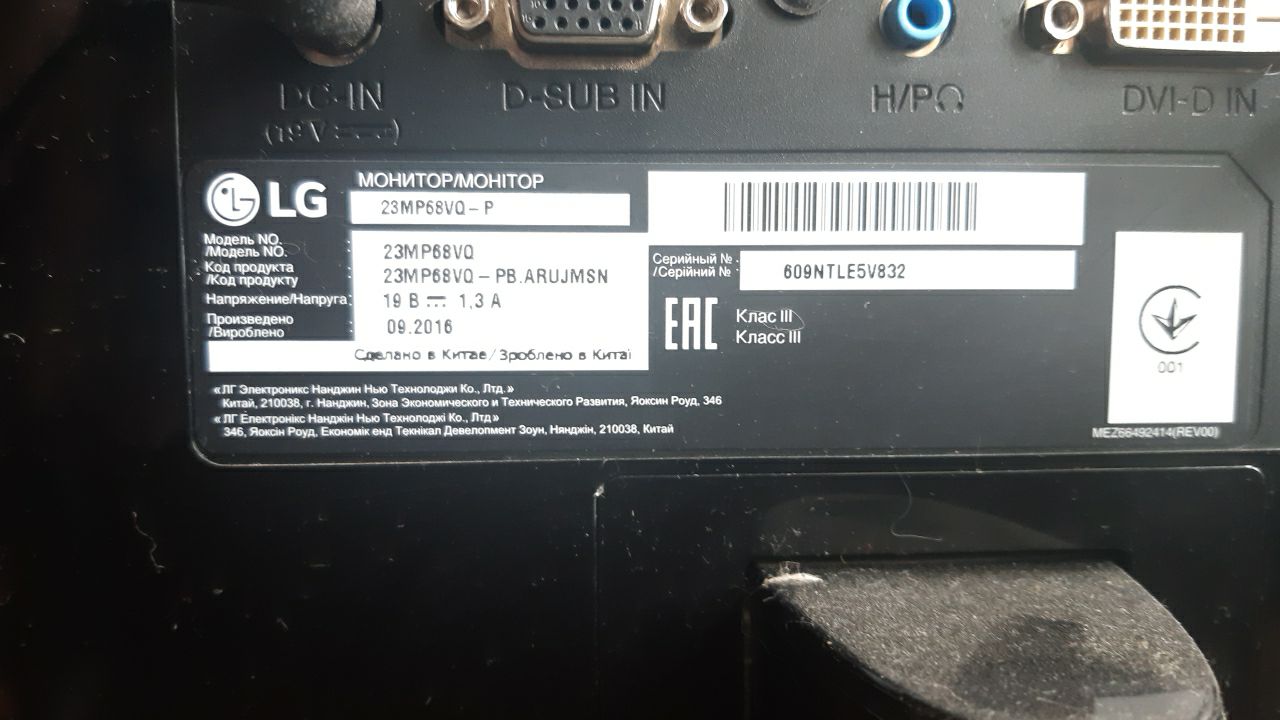 DC-IN
D-SUB IN
H/P
DVI-D IN
(19V)
LG
МОНИТОР/МОНІТОР
23MP68VQ-P
Модель NO.
/Модель NO.
23MP68VQ
Код продукта
/Код продукту
23MP68VQ-PB.ARUJMSN
Напряжение/Напруга
19 В 1,3 А
Произведено
/Вироблено
09.2016
Сделано в Китае/Зроблено в Китаї
Серийный №
/Серійний №
609NTLE5V832
EAC
Клас III
Класс III
001
«ЛГ Электроникс Нанджин Нью Технолоджи Ко., Лтд.»
Китай, 210038, г. Нанджин, Зона Экономического и Технического Развития, Яоксин Роуд, 346
«ЛГ Електронікс Нанджін Нью Технолоджі Ко., Лтд»
346, Яоксін Роуд, Економік енд Текнікал Девелопмент Зоун, Нянджін, 210038, Китай
MEZ66492414(REV00)